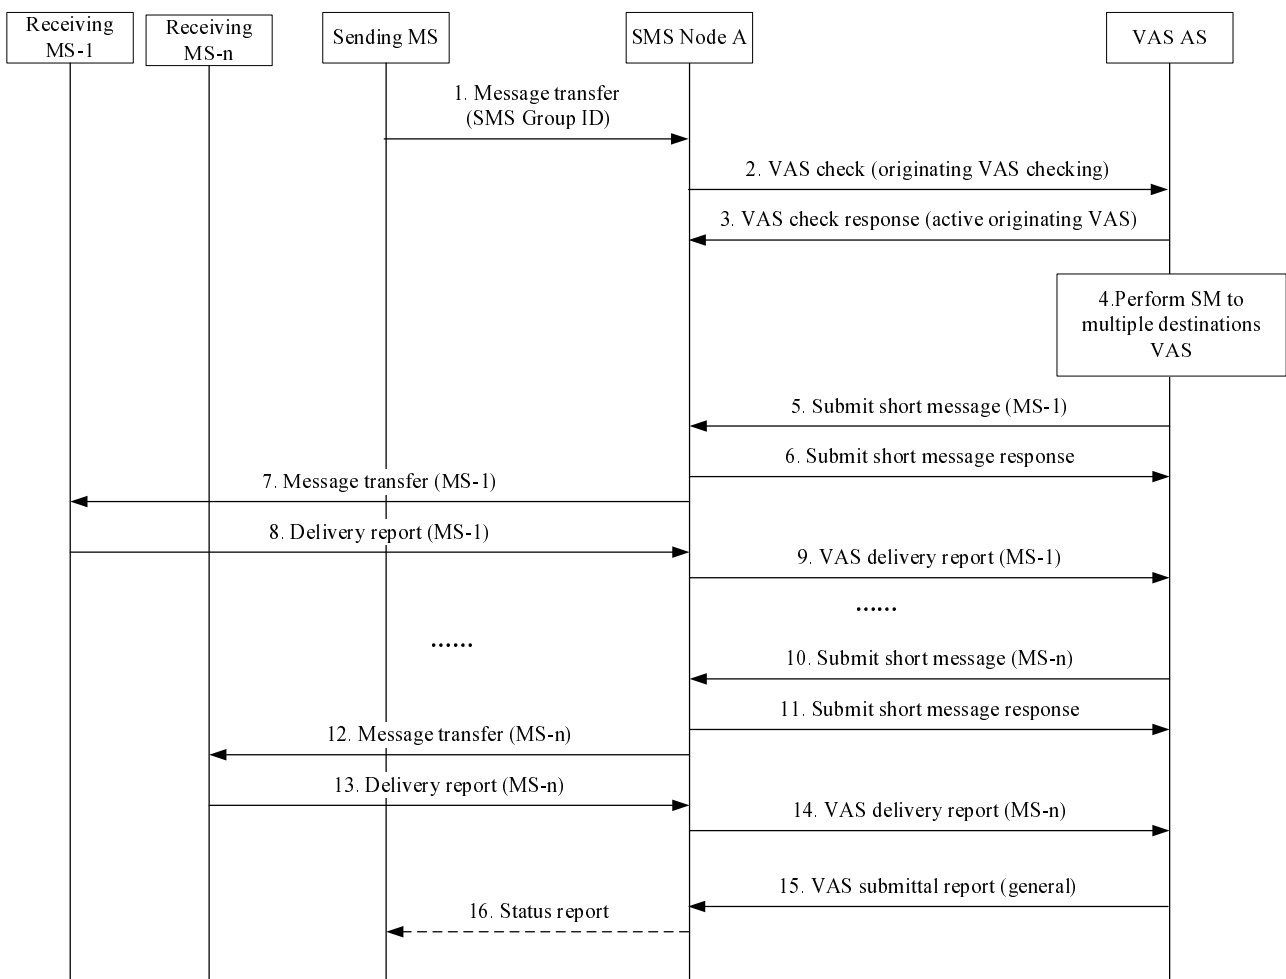 Receiving
MS-1
Receiving
MS-n
Sending MS
SMS Node A
VAS AS
1. Message transfer
(SMS Group ID)
2. VAS check (originating VAS checking)
3. VAS check response (active originating VAS)
4.Perform SM to
multiple destinations
VAS
5. Submit short message (MS-1)
6. Submit short message response
7. Message transfer (MS-1)
8. Delivery report (MS-1)
9. VAS delivery report (MS-1)
......
......
10. Submit short message (MS-n)
11. Submit short message response
12. Message transfer (MS-n)
13. Delivery report (MS-n)
14. VAS delivery report (MS-n)
15. VAS submittal report (general)
16. Status report